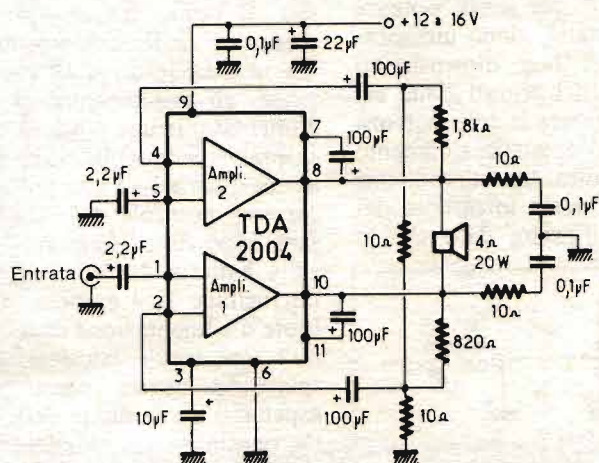 + 12 a 16 V
0,1µF
+
22µF
100µF
+
9
7
+
100µF
1,8kΩ
4
Ampli.
2
8
10Ω
2,2µF
+
5
TDA
2004
10Ω
0,1µF
4Ω
20W
2,2µF
Entrata
+
1
Ampli.
1
10
0,1µF
2
11
+
100µF
10Ω
820Ω
3
6
10µF
+
+
100µF
10Ω